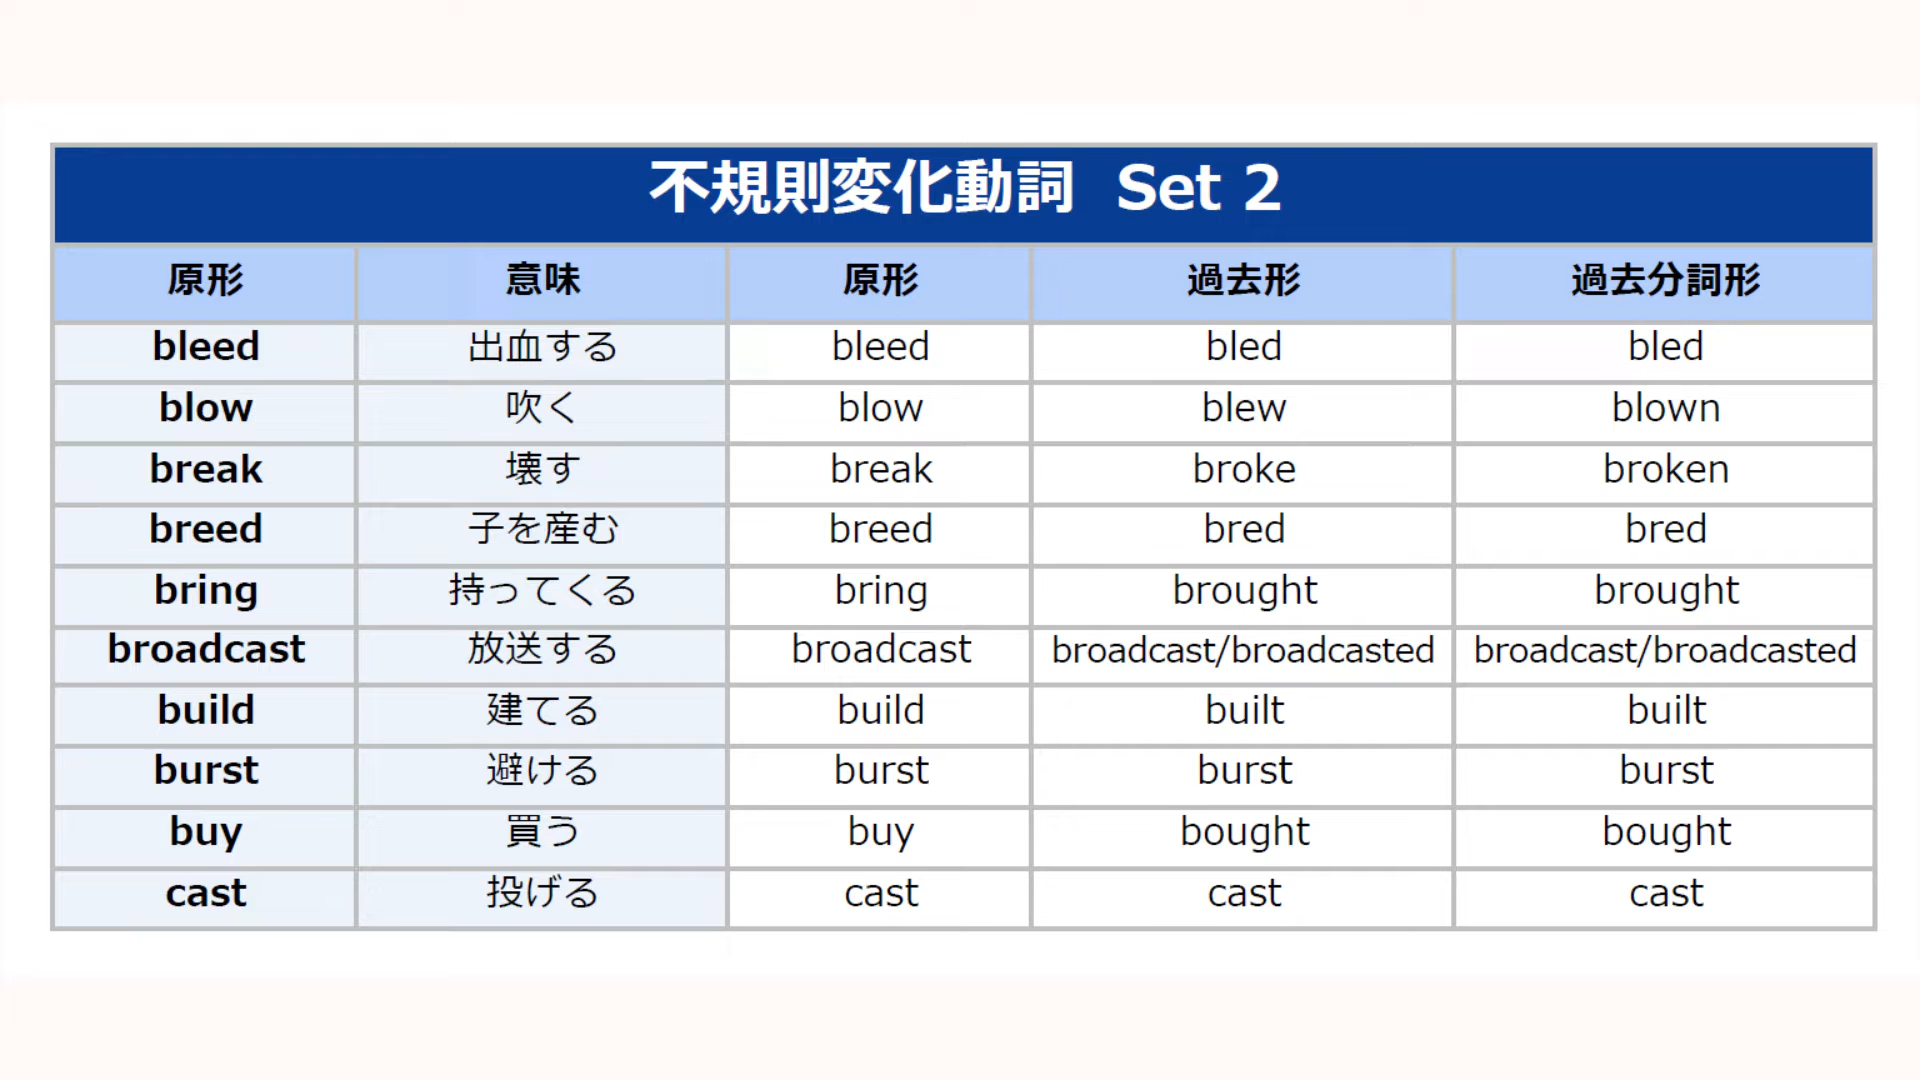 不規則変化動詞 Set 2
原形 意味 原形 過去形 過去分詞形
bleed 出血する bleed bled bled
blow 吹く blow blew blown
break 壊す break broke broken
breed 子を産む breed bred bred
bring 持ってくる bring brought brought
broadcast 放送する broadcast broadcast/broadcasted broadcast/broadcasted
build 建てる build built built
burst 避ける burst burst burst
buy 買う buy bought bought
cast 投げる cast cast cast